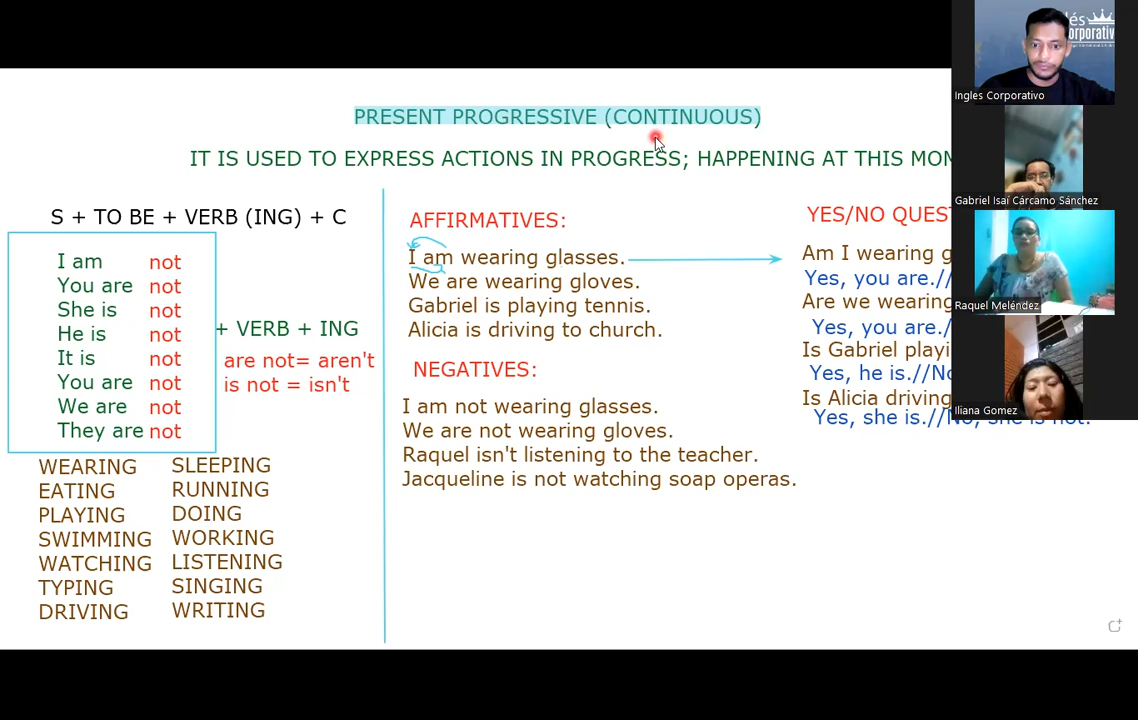 PRESENT PROGRESSIVE (CONTINUOUS)
IT IS USED TO EXPRESS ACTIONS IN PROGRESS; HAPPENING AT THIS MOM
S + TO BE + VERB (ING) + C
I am not
You are not
She is not
He is not
It is not
You are not
We are not
They are not
+ VERB + ING
are not= aren't
is not = isn't
WEARING SLEEPING
EATING RUNNING
PLAYING DOING
SWIMMING WORKING
WATCHING LISTENING
TYPING SINGING
DRIVING WRITING
AFFIRMATIVES:
I am wearing glasses.
We are wearing gloves.
Gabriel is playing tennis.
Alicia is driving to church.
NEGATIVES:
I am not wearing glasses.
We are not wearing gloves.
Raquel isn't listening to the teacher.
Jacqueline is not watching soap operas.
YES/NO QUEST
Am I wearing g
Yes, you are.//
Are we wearing
Yes, you are./
Is Gabriel playi
Yes, he is.//No
Is Alicia driving
Yes, she is.//No, she is not.
és
orporativ
Ingles Corporativo
Gabriel Isaí Cárcamo Sánchez
Raquel Meléndez
Iliana Gomez